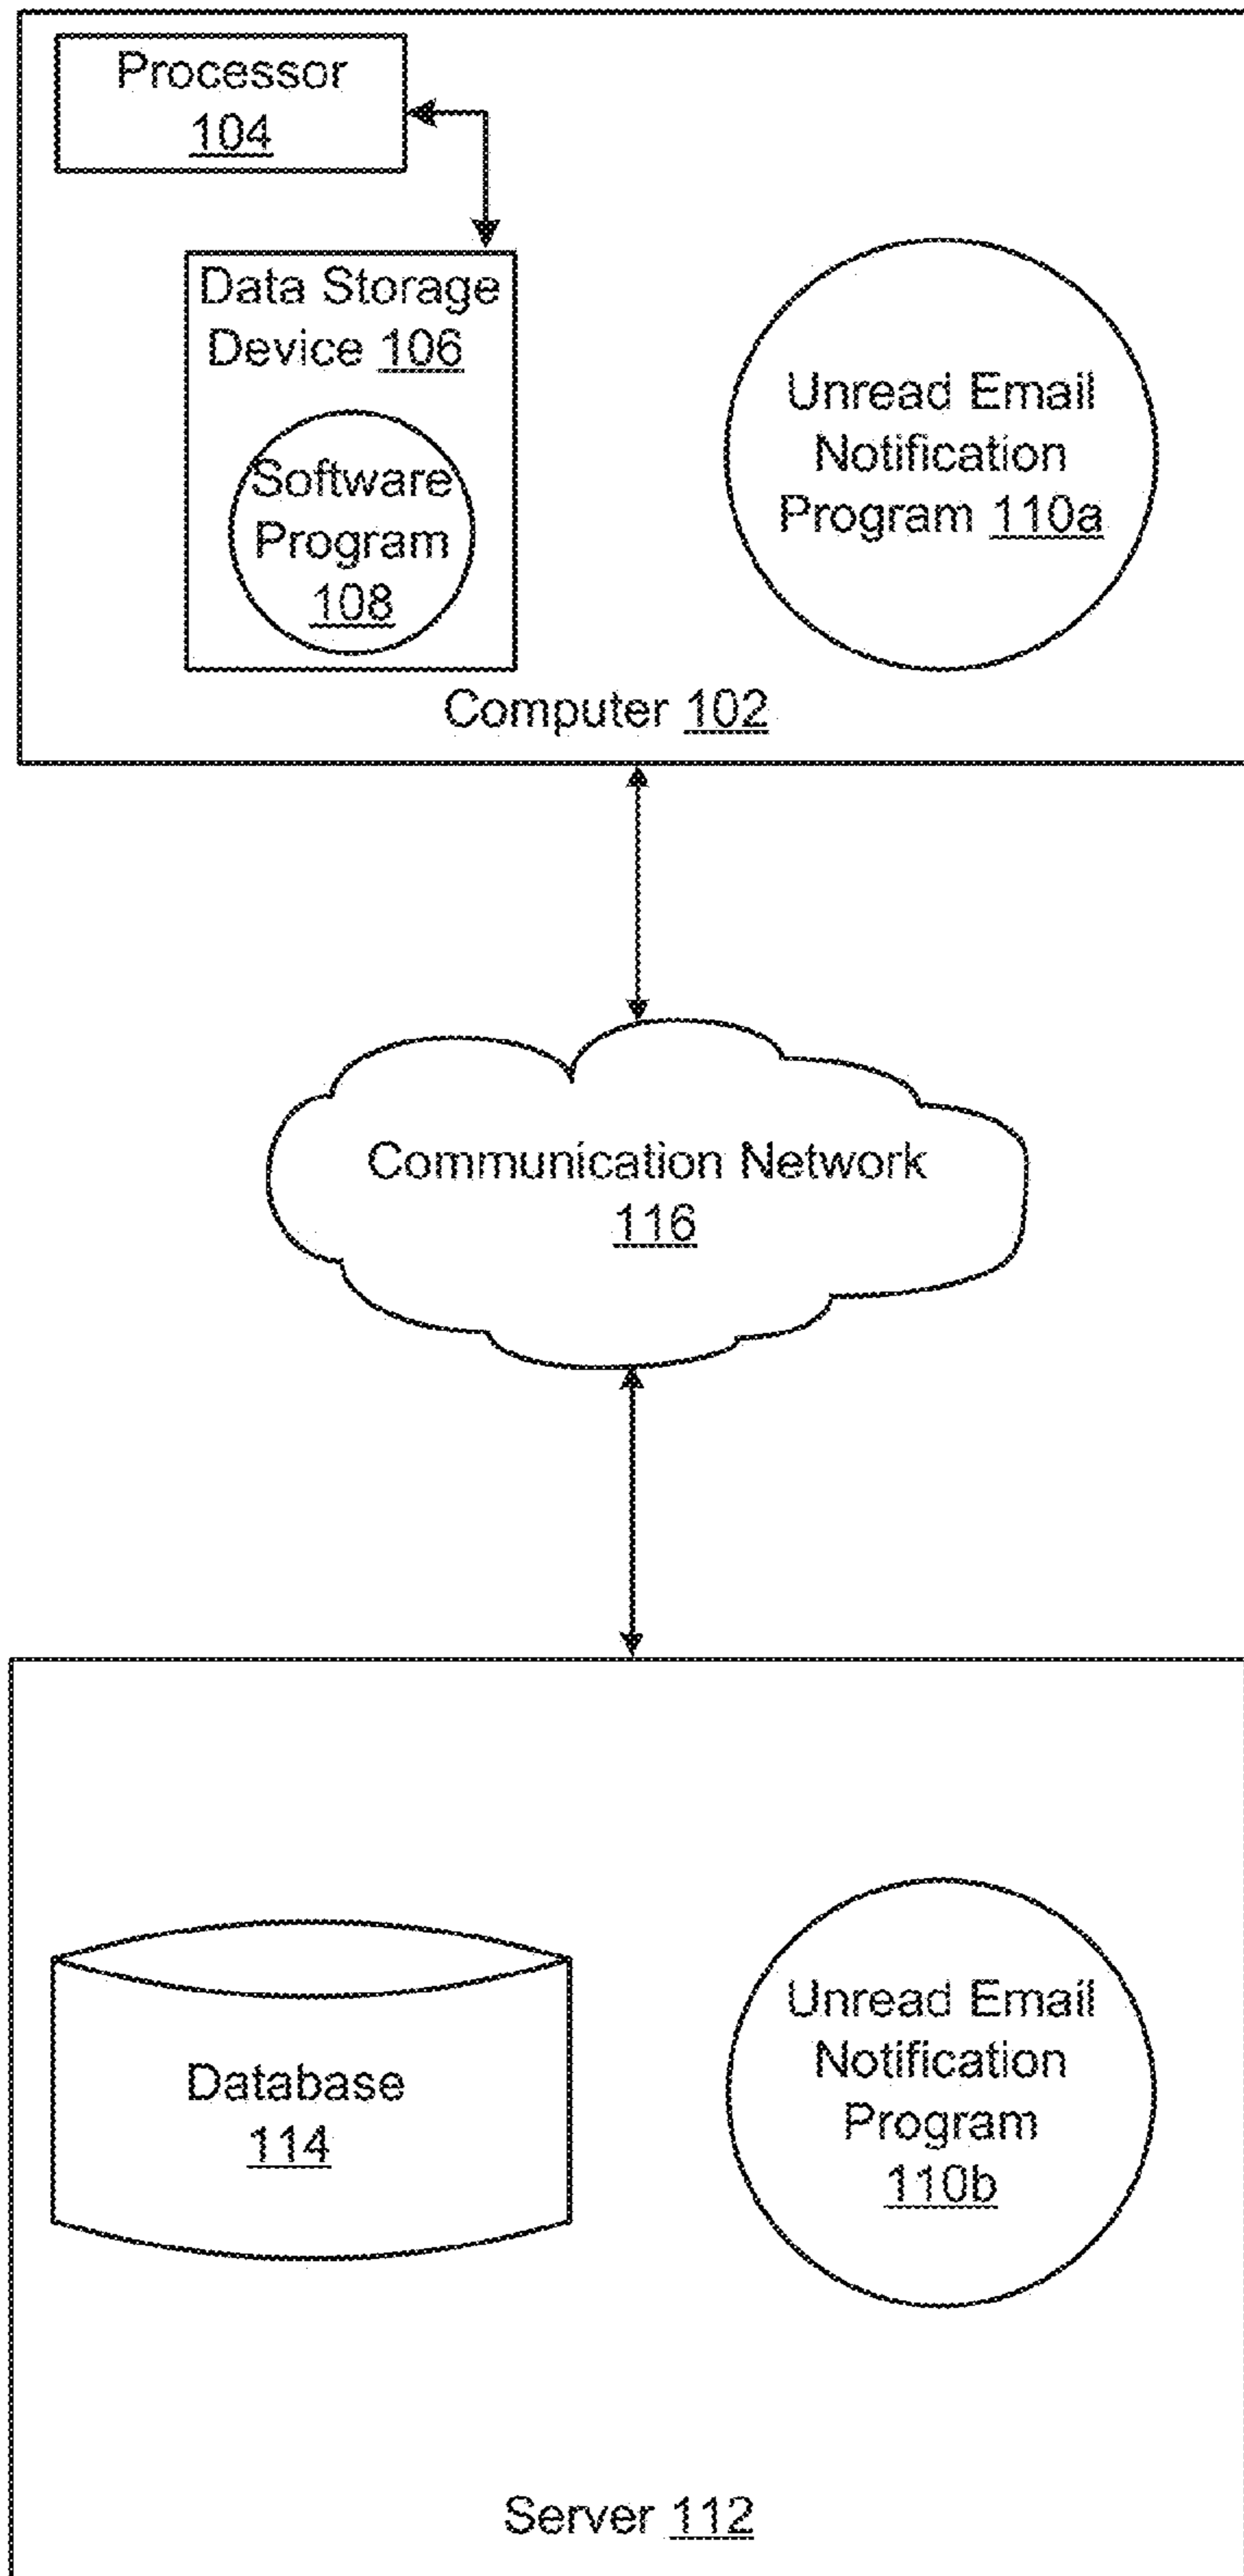 Processor
104
Data Storage
Device 106
Software
Program
108
Unread Email
Notification
Program 110a
Computer 102
Communication Network
116
Database
114
Unread Email
Notification
Program
110b
Server 112